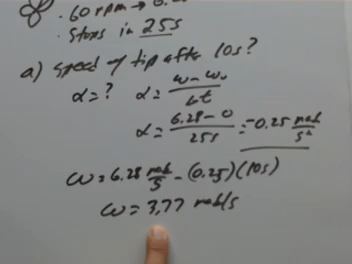 · 60 rpm →
· Stops in 25s
a) Speed of tip after 10s?
α=? α = (ω - ω₀)/Δt
α = (6.28 - 0)/25s = -0.25 rad/s²
ω = 6.28 rad/s - (0.25)(10s)
ω = 3.77 rad/s